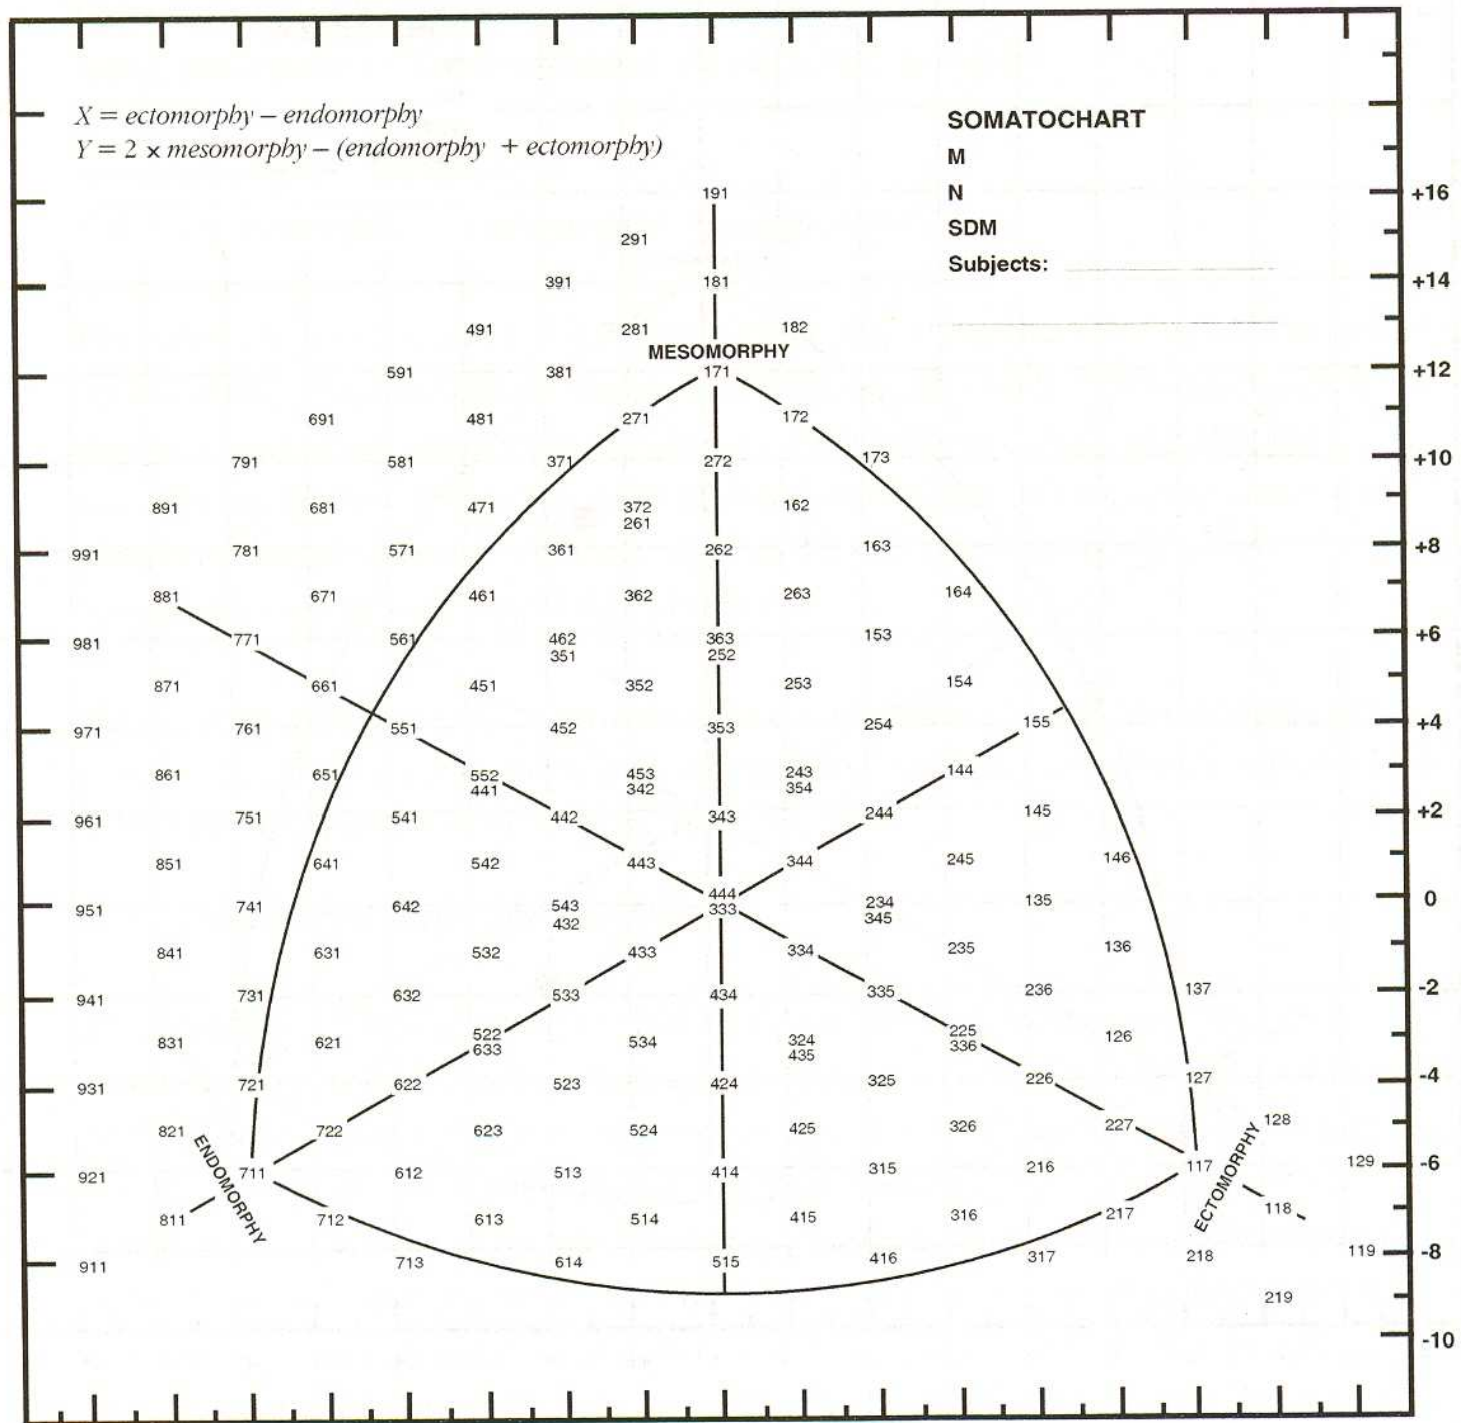 X = ectomorphy – endomorphy
Y = 2 × mesomorphy – (endomorphy + ectomorphy)
SOMATOCHART
M
N
SDM
Subjects:
191 +16
291
391 181 +14
491 281 182
MESOMORPHY
591 381 171 +12
691 481 271 172
791 581 371 272 173 +10
891 681 471 372 162
261
991 781 571 361 262 163 +8
881 671 461 362 263 164
981 771 561 462 363 153 +6
351 252
871 661 451 352 253 154
971 761 551 452 353 254 155 +4
861 651 552 453 243 144
441 342 354
961 751 541 442 343 244 145 +2
851 641 542 443 344 245 146
444 0
951 741 642 543 333 234 135
432 345
841 631 532 433 334 235 136
941 731 632 533 434 335 236 137 -2
831 621 522 534 324 225 126
633 435 336
931 721 622 523 424 325 226 127 -4
821 722 623 524 425 326 227 128
ENDOMORPHY
ECTOMORPHY
921 711 612 513 414 315 216 117 129 -6
811 712 613 514 415 316 217 118
911 713 614 515 416 317 218 119 -8
219
-10